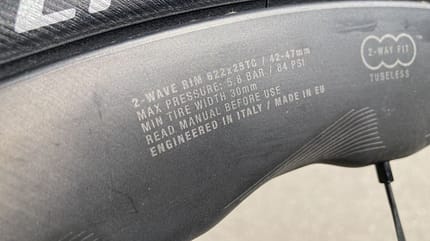 2-WAVE RIM 622x25TC / 42-47mm
MAX PRESSURE: 5.8 BAR / 84 PSI
MIN TIRE WIDTH 30mm
READ MANUAL BEFORE USE
ENGINEERED IN ITALY / MADE IN EU
2-WAY FIT
TUBELESS